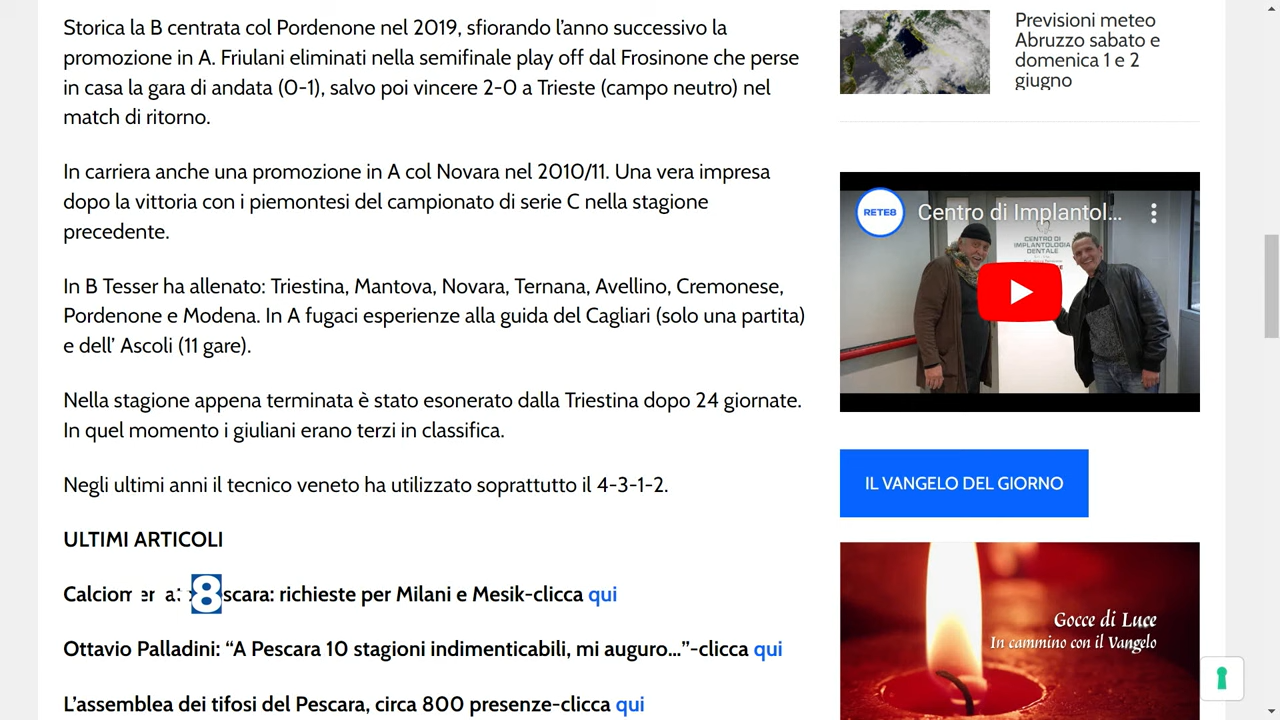 Storica la B centrata col Pordenone nel 2019, sfiorando l'anno successivo la
promozione in A. Friulani eliminati nella semifinale play off dal Frosinone che perse
in casa la gara di andata (0-1), salvo poi vincere 2-0 a Trieste (campo neutro) nel
match di ritorno.
In carriera anche una promozione in A col Novara nel 2010/11. Una vera impresa
dopo la vittoria con i piemontesi del campionato di serie C nella stagione
precedente.
In B Tesser ha allenato: Triestina, Mantova, Novara, Ternana, Avellino, Cremonese,
Pordenone e Modena. In A fugaci esperienze alla guida del Cagliari (solo una partita)
e dell' Ascoli (11 gare).
Nella stagione appena terminata è stato esonerato dalla Triestina dopo 24 giornate.
In quel momento i giuliani erano terzi in classifica.
Negli ultimi anni il tecnico veneto ha utilizzato soprattutto il 4-3-1-2.
ULTIMI ARTICOLI
8
richieste per Milani e Mesik-clicca qui
Ottavio Palladini: “A Pescara 10 stagioni indimenticabili, mi auguro…”-clicca qui
L'assemblea dei tifosi del Pescara, circa 800 presenze-clicca qui
Previsioni meteo
Abruzzo sabato e
domenica 1 e 2
giugno
RETE8
Centro di Implantol...
CENTRO DI
IMPLANTOLOGIA
DENTALE
IL VANGELO DEL GIORNO
Gocce di Luce
In cammino con il Vangelo